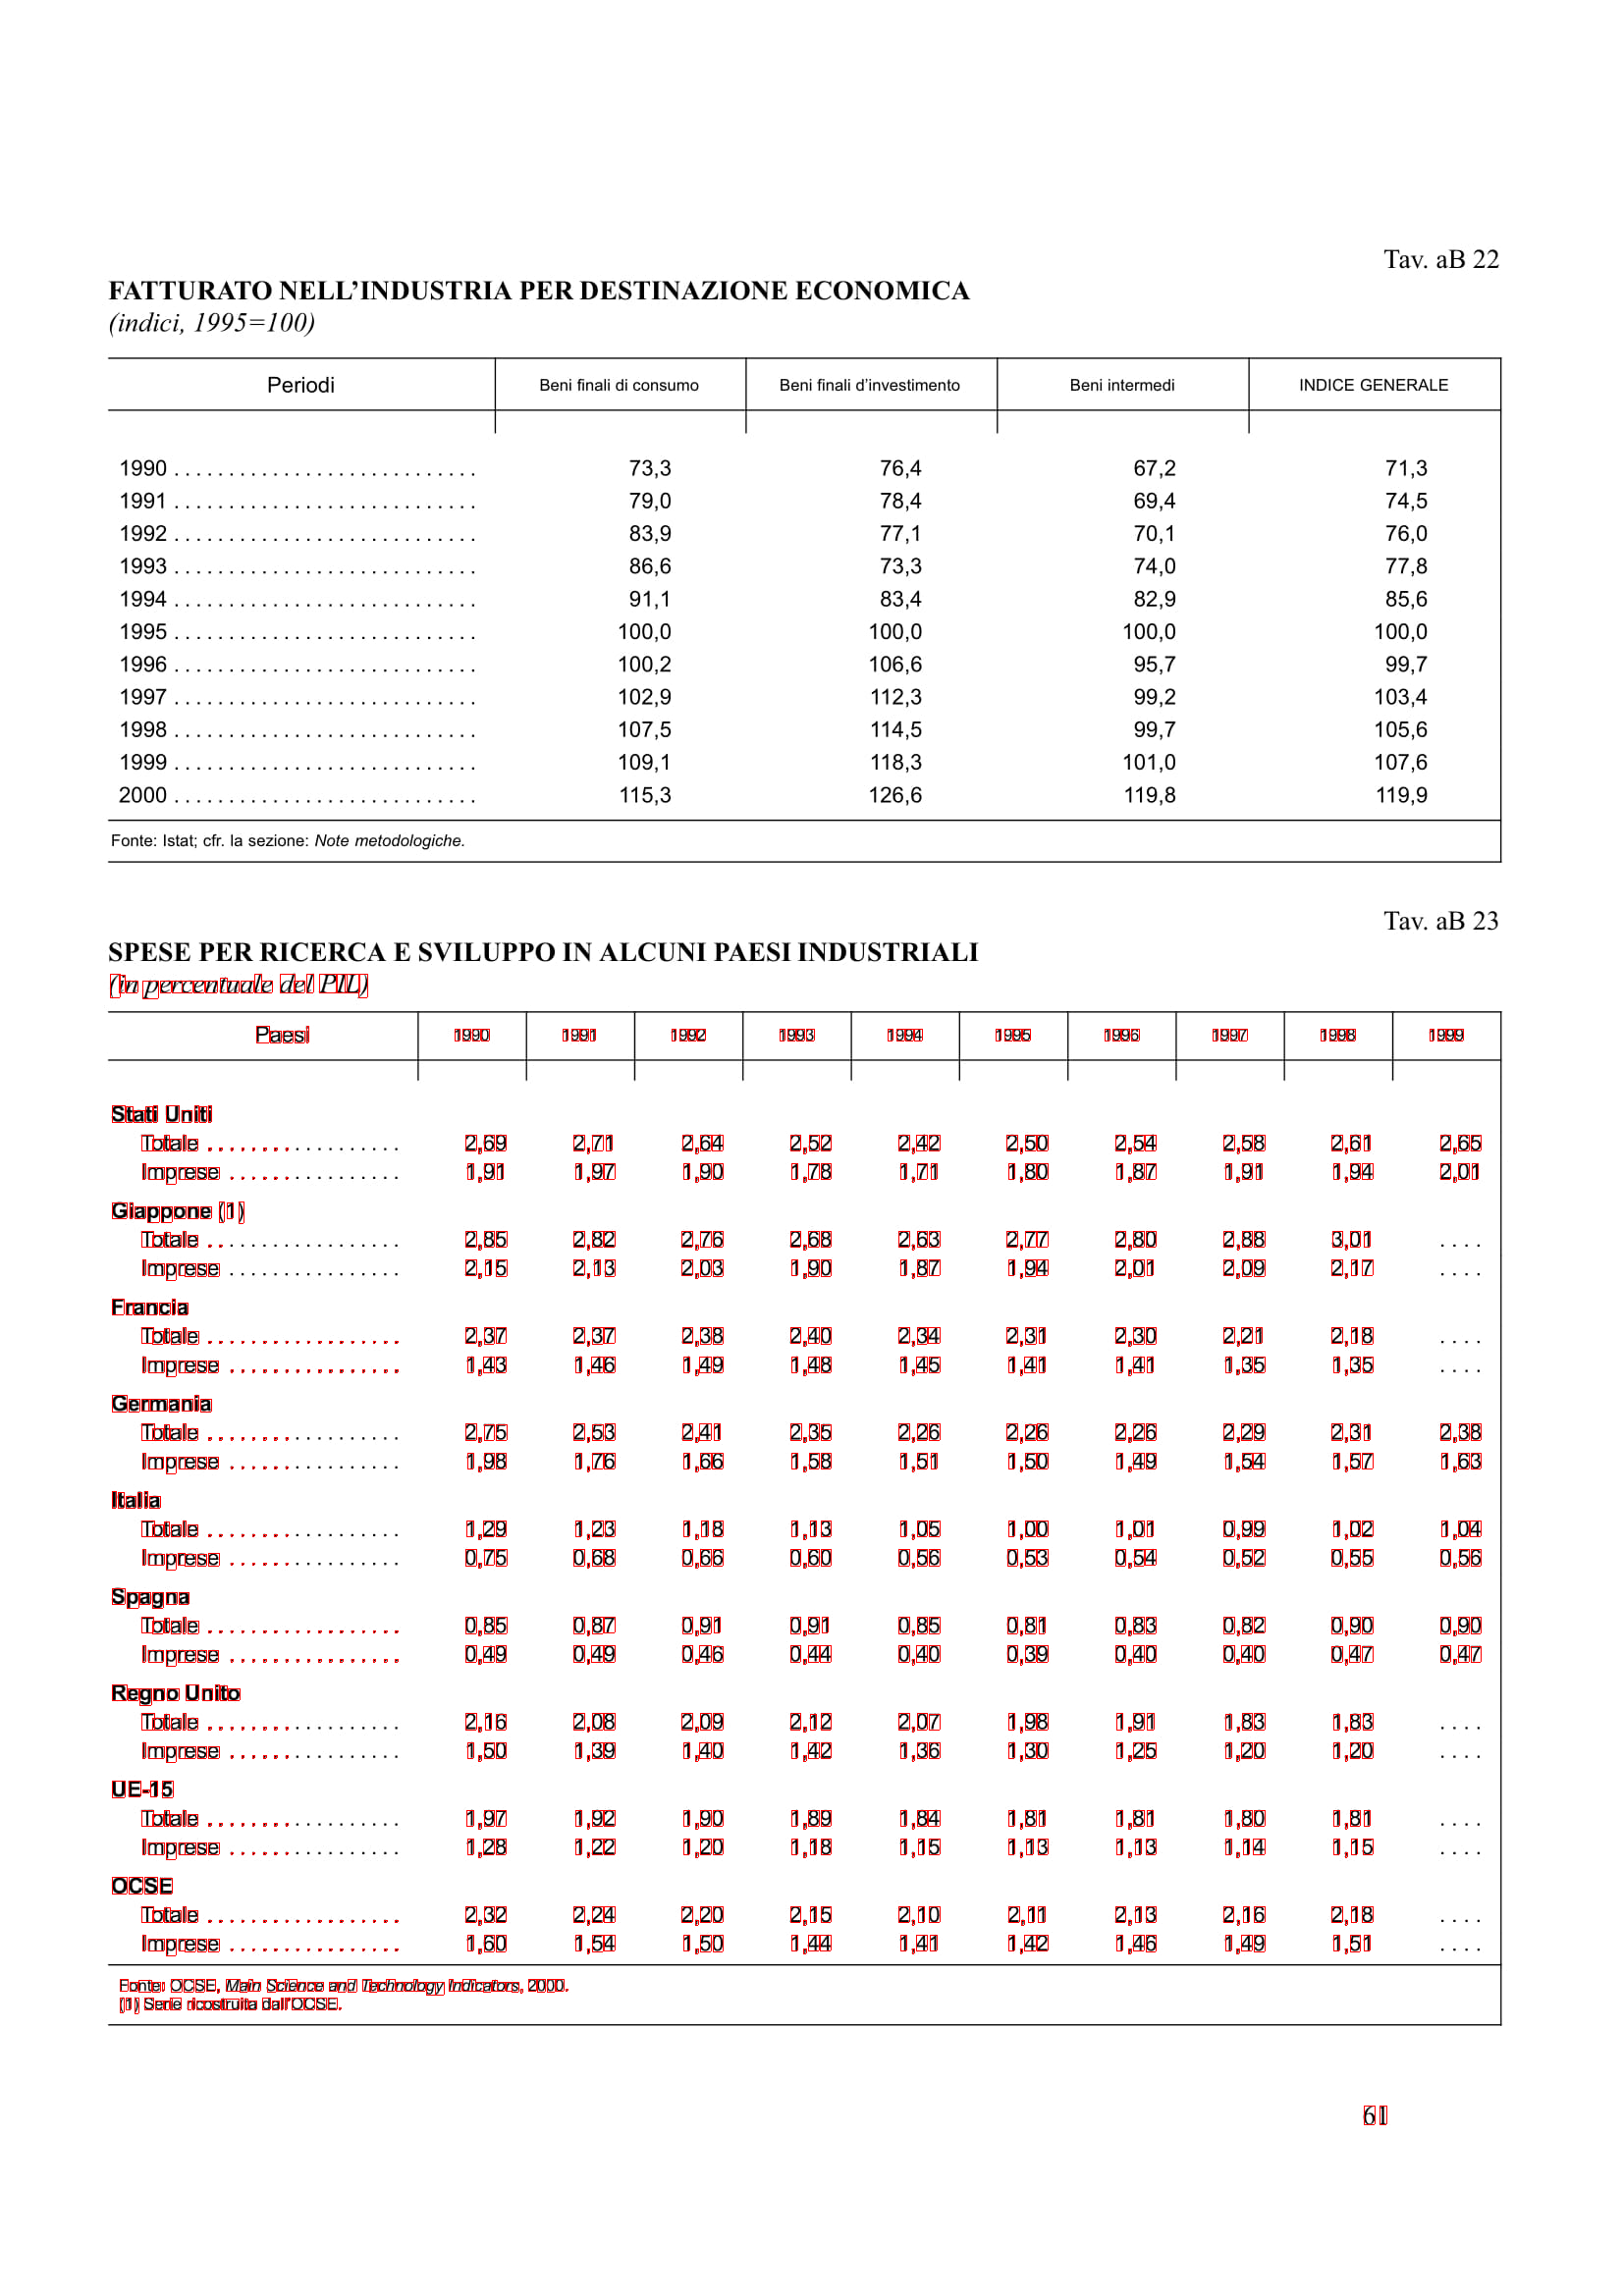 Tav. aB 22
FATTURATO NELL’INDUSTRIA PER DESTINAZIONE ECONOMICA
(indici, 1995=100)
Periodi Beni finali di consumo Beni finali d’investimento Beni intermedi INDICE GENERALE
1990 . . . . . . . . . . . . . . . . . . . . . . . . . . . . 73,3 76,4 67,2 71,3
1991 . . . . . . . . . . . . . . . . . . . . . . . . . . . . 79,0 78,4 69,4 74,5
1992 . . . . . . . . . . . . . . . . . . . . . . . . . . . . 83,9 77,1 70,1 76,0
1993 . . . . . . . . . . . . . . . . . . . . . . . . . . . . 86,6 73,3 74,0 77,8
1994 . . . . . . . . . . . . . . . . . . . . . . . . . . . . 91,1 83,4 82,9 85,6
1995 . . . . . . . . . . . . . . . . . . . . . . . . . . . . 100,0 100,0 100,0 100,0
1996 . . . . . . . . . . . . . . . . . . . . . . . . . . . . 100,2 106,6 95,7 99,7
1997 . . . . . . . . . . . . . . . . . . . . . . . . . . . . 102,9 112,3 99,2 103,4
1998 . . . . . . . . . . . . . . . . . . . . . . . . . . . . 107,5 114,5 99,7 105,6
1999 . . . . . . . . . . . . . . . . . . . . . . . . . . . . 109,1 118,3 101,0 107,6
2000 . . . . . . . . . . . . . . . . . . . . . . . . . . . . 115,3 126,6 119,8 119,9
Fonte: Istat; cfr. la sezione: Note metodologiche.
Tav. aB 23
SPESE PER RICERCA E SVILUPPO IN ALCUNI PAESI INDUSTRIALI
(in percentuale del PIL)
Paesi 1990 1991 1992 1993 1994 1995 1996 1997 1998 1999
Stati Uniti
Totale . . . . . . . . . . . . . . . . . . 2,69 2,71 2,64 2,52 2,42 2,50 2,54 2,58 2,61 2,65
Imprese . . . . . . . . . . . . . . . . 1,91 1,97 1,90 1,78 1,71 1,80 1,87 1,91 1,94 2,01
Giappone (1)
Totale . . . . . . . . . . . . . . . . . . 2,85 2,82 2,76 2,68 2,63 2,77 2,80 2,88 3,01 . . . .
Imprese . . . . . . . . . . . . . . . . 2,15 2,13 2,03 1,90 1,87 1,94 2,01 2,09 2,17 . . . .
Francia
Totale . . . . . . . . . . . . . . . . . . 2,37 2,37 2,38 2,40 2,34 2,31 2,30 2,21 2,18 . . . .
Imprese . . . . . . . . . . . . . . . . 1,43 1,46 1,49 1,48 1,45 1,41 1,41 1,35 1,35 . . . .
Germania
Totale . . . . . . . . . . . . . . . . . . 2,75 2,53 2,41 2,35 2,26 2,26 2,26 2,29 2,31 2,38
Imprese . . . . . . . . . . . . . . . . 1,98 1,76 1,66 1,58 1,51 1,50 1,49 1,54 1,57 1,63
Italia
Totale . . . . . . . . . . . . . . . . . . 1,29 1,23 1,18 1,13 1,05 1,00 1,01 0,99 1,02 1,04
Imprese . . . . . . . . . . . . . . . . 0,75 0,68 0,66 0,60 0,56 0,53 0,54 0,52 0,55 0,56
Spagna
Totale . . . . . . . . . . . . . . . . . . 0,85 0,87 0,91 0,91 0,85 0,81 0,83 0,82 0,90 0,90
Imprese . . . . . . . . . . . . . . . . 0,49 0,49 0,46 0,44 0,40 0,39 0,40 0,40 0,47 0,47
Regno Unito
Totale . . . . . . . . . . . . . . . . . . 2,16 2,08 2,09 2,12 2,07 1,98 1,91 1,83 1,83 . . . .
Imprese . . . . . . . . . . . . . . . . 1,50 1,39 1,40 1,42 1,36 1,30 1,25 1,20 1,20 . . . .
UE-15
Totale . . . . . . . . . . . . . . . . . . 1,97 1,92 1,90 1,89 1,84 1,81 1,81 1,80 1,81 . . . .
Imprese . . . . . . . . . . . . . . . . 1,28 1,22 1,20 1,18 1,15 1,13 1,13 1,14 1,15 . . . .
OCSE
Totale . . . . . . . . . . . . . . . . . . 2,32 2,24 2,20 2,15 2,10 2,11 2,13 2,16 2,18 . . . .
Imprese . . . . . . . . . . . . . . . . 1,60 1,54 1,50 1,44 1,41 1,42 1,46 1,49 1,51 . . . .
Fonte: OCSE, Main Science and Technology Indicators, 2000.
(1) Serie ricostruita dall’OCSE.
61